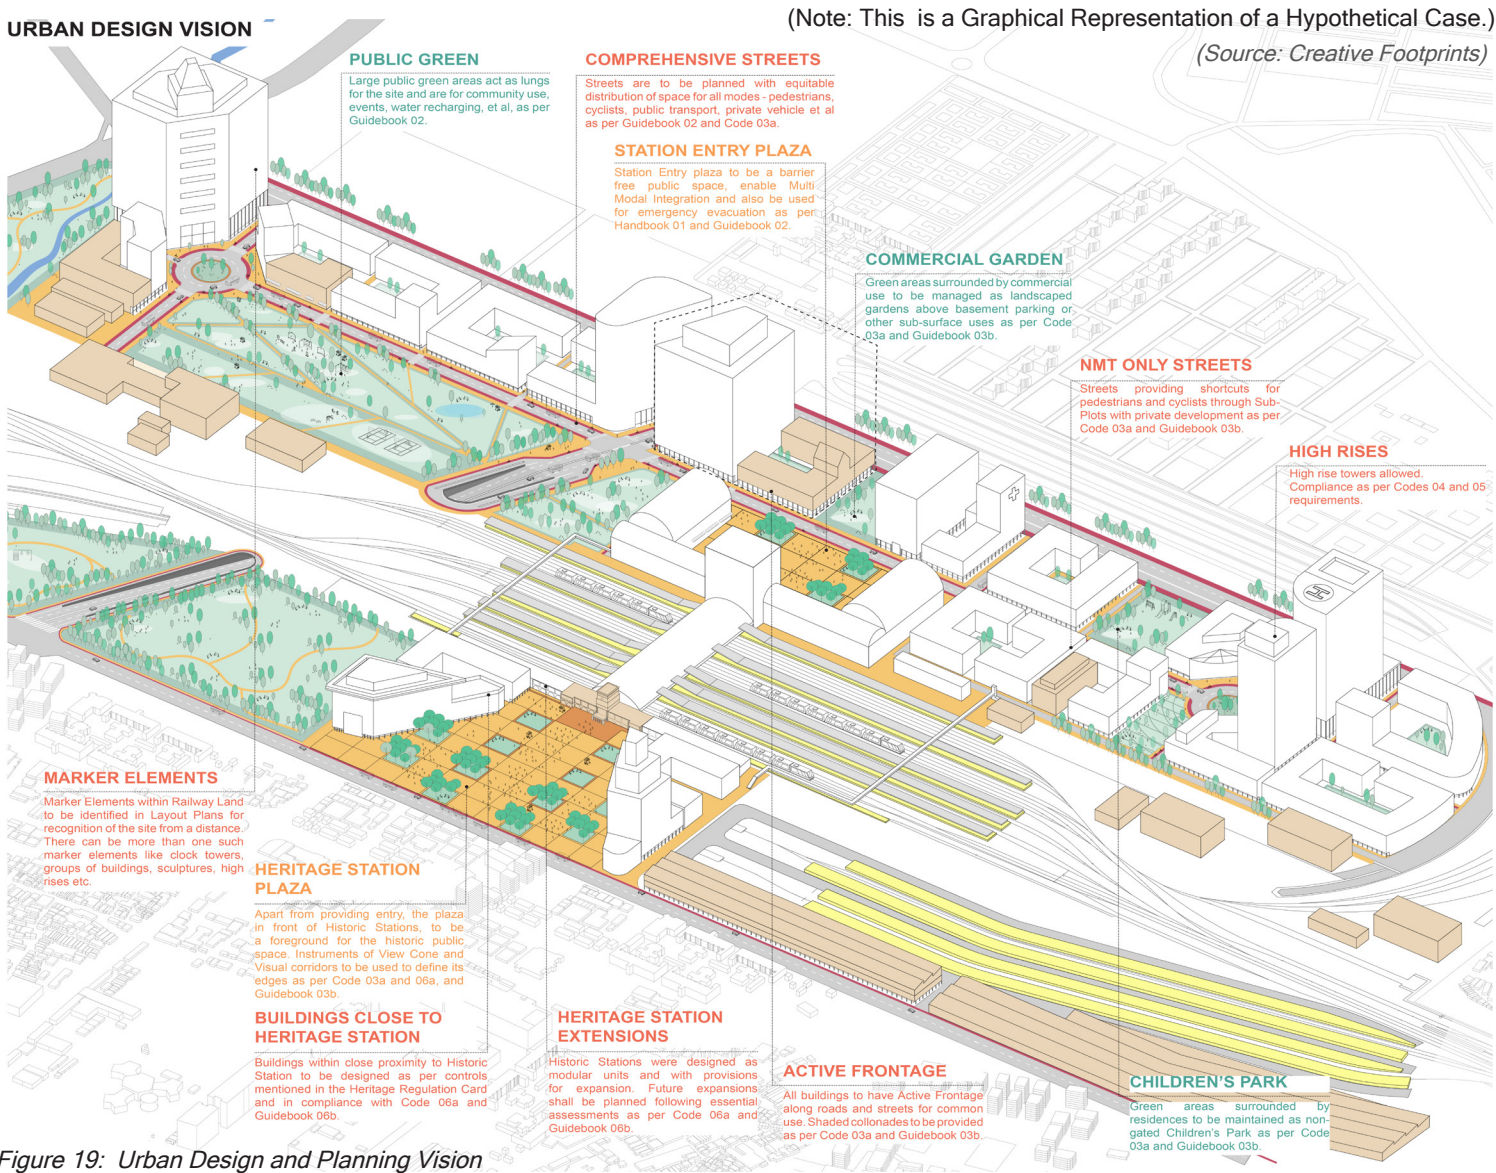 (Note: This is a Graphical Representation of a Hypothetical Case.)
URBAN DESIGN VISION
(Source: Creative Footprints)
PUBLIC GREEN
Large public green areas act as lungs
for the site and are for community use,
events, water recharging, et al, as per
Guidebook 02.
COMPREHENSIVE STREETS
Streets are to be planned with equitable
distribution of space for all modes - pedestrians,
cyclists, public transport, private vehicle et al
as per Guidebook 02 and Code 03a.
STATION ENTRY PLAZA
Station Entry plaza to be a barrier
free public space, enable Multi
Modal Integration and also be used
for emergency evacuation as per
Handbook 01 and Guidebook 02.
COMMERCIAL GARDEN
Green areas surrounded by commercial
use to be managed as landscaped
gardens above basement parking or
other sub-surface uses as per Code
03a and Guidebook 03b.
NMT ONLY STREETS
Streets providing shortcuts for
pedestrians and cyclists through Sub-
Plots with private development as per
Code 03a and Guidebook 03b.
HIGH RISES
High rise towers allowed.
Compliance as per Codes 04 and 05
requirements.
H
MARKER ELEMENTS
Marker Elements within Railway Land
to be identified in Layout Plans for
recognition of the site from a distance.
There can be more than one such
marker elements like clock towers,
groups of buildings, sculptures, high
rises etc.
HERITAGE STATION
PLAZA
Apart from providing entry, the plaza
in front of Historic Stations, to be
a foreground for the historic public
space. Instruments of View Cone and
Visual corridors to be used to define its
edges as per Code 03a and 06a, and
Guidebook 03b.
BUILDINGS CLOSE TO
HERITAGE STATION
Buildings within close proximity to Historic
Station to be designed as per controls
mentioned in the Heritage Regulation Card
and in compliance with Code 06a and
Guidebook 06b.
HERITAGE STATION
EXTENSIONS
Historic Stations were designed as
modular units and with provisions
for expansion. Future expansions
shall be planned following essential
assessments as per Code 06a and
Guidebook 06b.
ACTIVE FRONTAGE
All buildings to have Active Frontage
along roads and streets for common
use. Shaded collonades to be provided
as per Code 03a and Guidebook 03b.
CHILDREN'S PARK
Green areas surrounded by
residences to be maintained as non-
gated Children's Park as per Code
03a and Guidebook 03b.
Figure 19: Urban Design and Planning Vision